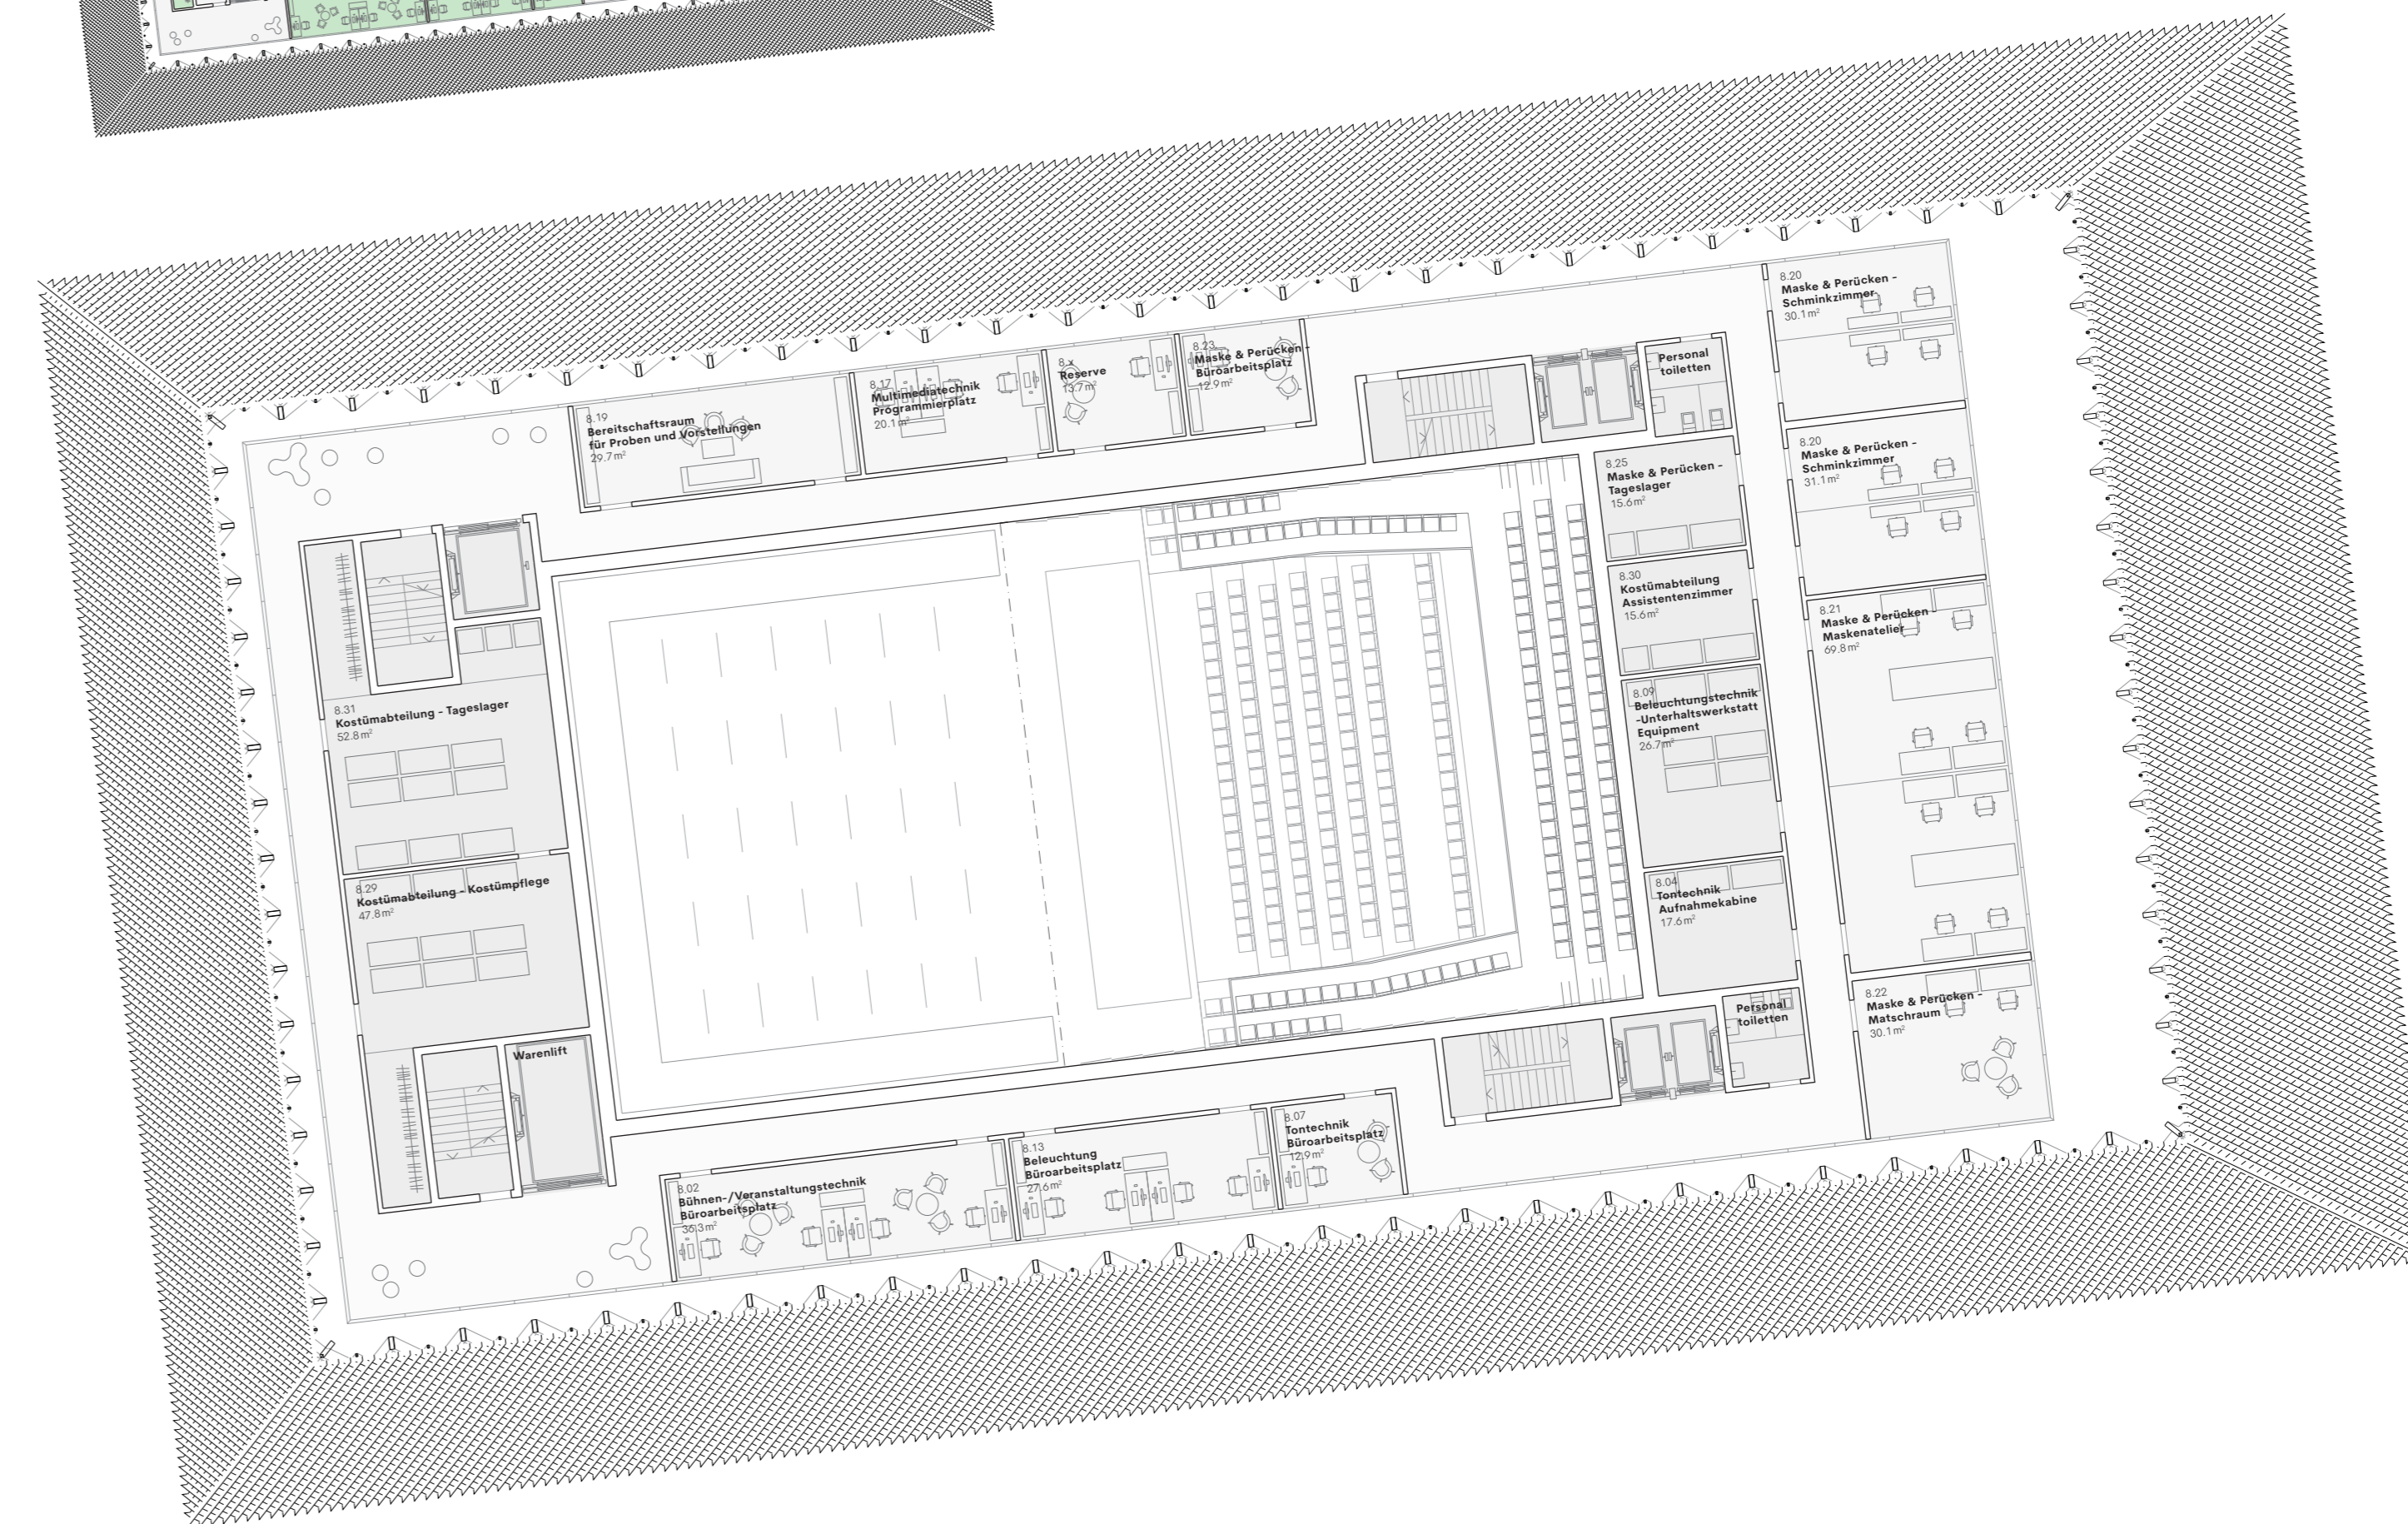 8.19
Bereitschaftsraum
für Proben und Vorstellungen
29.7 m²
8.17
Multimediatechnik
Programmierplatz
20.1 m²
8.x
Reserve
13.7 m²
8.23
Maske & Perücken -
Büroarbeitsplatz
12.9 m²
Personal
toiletten
8.20
Maske & Perücken -
Schminkzimmer
30.1 m²
8.20
Maske & Perücken -
Schminkzimmer
31.1 m²
8.25
Maske & Perücken -
Tageslager
15.6 m²
8.30
Kostümabteilung
Assistentenzimmer
15.6 m²
8.21
Maske & Perücken -
Maskenatelier
69.8 m²
8.09
Beleuchtungstechnik
-Unterhaltswerkstatt
Equipment
26.7 m²
8.31
Kostümabteilung - Tageslager
52.8 m²
8.29
Kostümabteilung - Kostümpflege
47.8 m²
8.04
Tontechnik
Aufnahmekabine
17.6 m²
8.22
Maske & Perücken -
Matschraum
30.1 m²
Personal
toiletten
Warenlift
8.02
Bühnen-/Veranstaltungstechnik
Büroarbeitsplatz
35.3 m²
8.13
Beleuchtung
Büroarbeitsplatz
27.6 m²
8.07
Tontechnik
Büroarbeitsplatz
12.9 m²